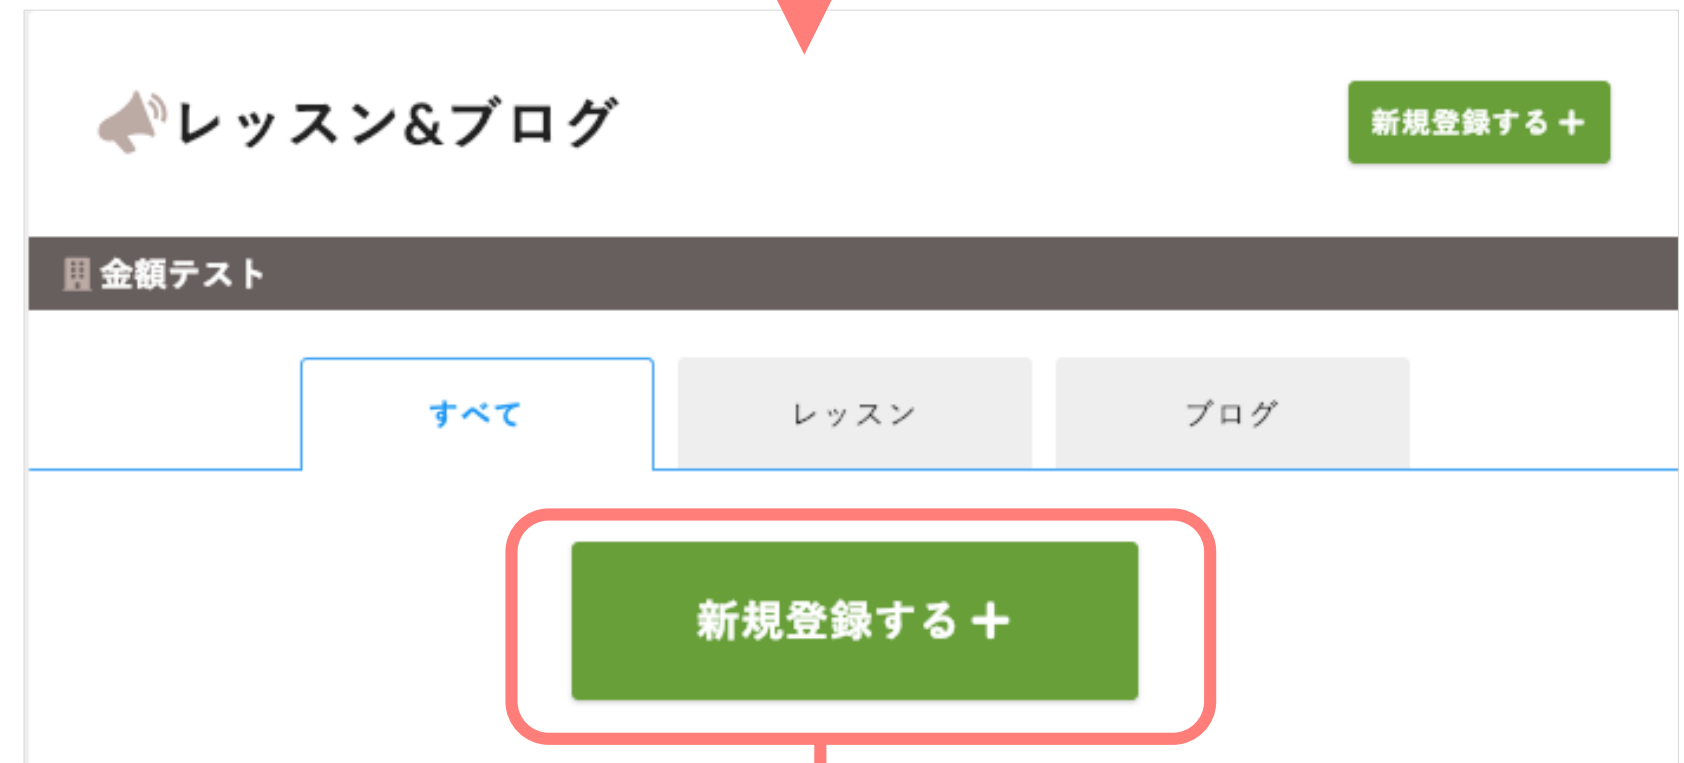 レッスン&ブログ
新規登録する+
金額テスト
すべて
レッスン
ブログ
新規登録する+